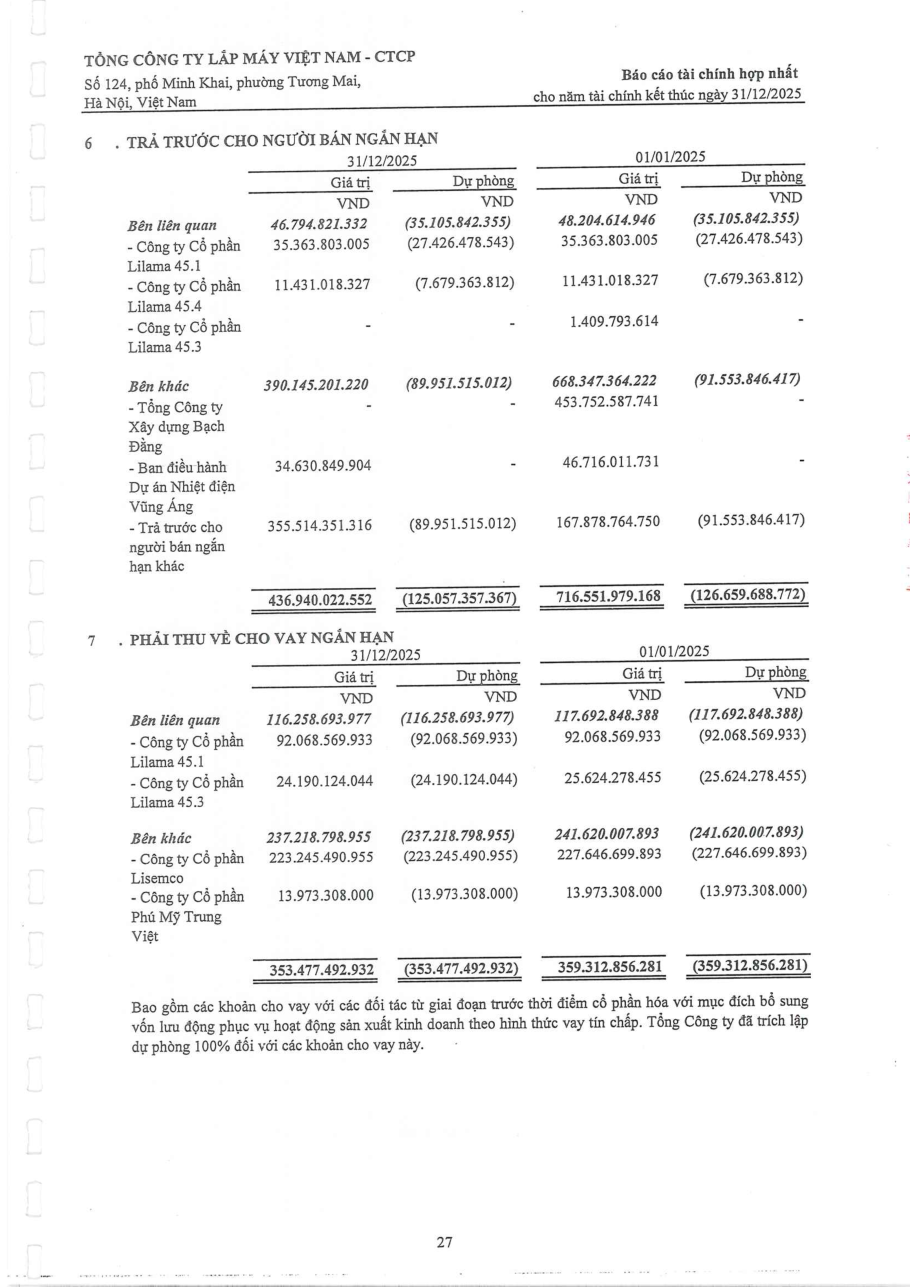 TỔNG CÔNG TY LẮP MÁY VIỆT NAM - CTCP
Số 124, phố Minh Khai, phường Tương Mai,
Hà Nội, Việt Nam
Báo cáo tài chính hợp nhất
cho năm tài chính kết thúc ngày 31/12/2025
6 . TRẢ TRƯỚC CHO NGƯỜI BÁN NGẮN HẠN
31/12/2025 01/01/2025
Giá trị Dự phòng Giá trị Dự phòng
VND VND VND VND
Bên liên quan 46.794.821.332 (35.105.842.355) 48.204.614.946 (35.105.842.355)
- Công ty Cổ phần 35.363.803.005 (27.426.478.543) 35.363.803.005 (27.426.478.543)
Lilama 45.1
- Công ty Cổ phần 11.431.018.327 (7.679.363.812) 11.431.018.327 (7.679.363.812)
Lilama 45.4
- Công ty Cổ phần - - 1.409.793.614 -
Lilama 45.3
Bên khác 390.145.201.220 (89.951.515.012) 668.347.364.222 (91.553.846.417)
- Tổng Công ty - - 453.752.587.741 -
Xây dựng Bạch
Đằng
- Ban điều hành 34.630.849.904 - 46.716.011.731 -
Dự án Nhiệt điện
Vũng Áng
- Trả trước cho 355.514.351.316 (89.951.515.012) 167.878.764.750 (91.553.846.417)
người bán ngắn
hạn khác
436.940.022.552 (125.057.357.367) 716.551.979.168 (126.659.688.772)
7 . PHẢI THU VỀ CHO VAY NGẮN HẠN
31/12/2025 01/01/2025
Giá trị Dự phòng Giá trị Dự phòng
VND VND VND VND
Bên liên quan 116.258.693.977 (116.258.693.977) 117.692.848.388 (117.692.848.388)
- Công ty Cổ phần 92.068.569.933 (92.068.569.933) 92.068.569.933 (92.068.569.933)
Lilama 45.1
- Công ty Cổ phần 24.190.124.044 (24.190.124.044) 25.624.278.455 (25.624.278.455)
Lilama 45.3
Bên khác 237.218.798.955 (237.218.798.955) 241.620.007.893 (241.620.007.893)
- Công ty Cổ phần 223.245.490.955 (223.245.490.955) 227.646.699.893 (227.646.699.893)
Lisemco
- Công ty Cổ phần 13.973.308.000 (13.973.308.000) 13.973.308.000 (13.973.308.000)
Phú Mỹ Trung
Việt
353.477.492.932 (353.477.492.932) 359.312.856.281 (359.312.856.281)
Bao gồm các khoản cho vay với các đối tác từ giai đoạn trước thời điểm cổ phần hóa với mục đích bổ sung
vốn lưu động phục vụ hoạt động sản xuất kinh doanh theo hình thức vay tín chấp. Tổng Công ty đã trích lập
dự phòng 100% đối với các khoản cho vay này.
27